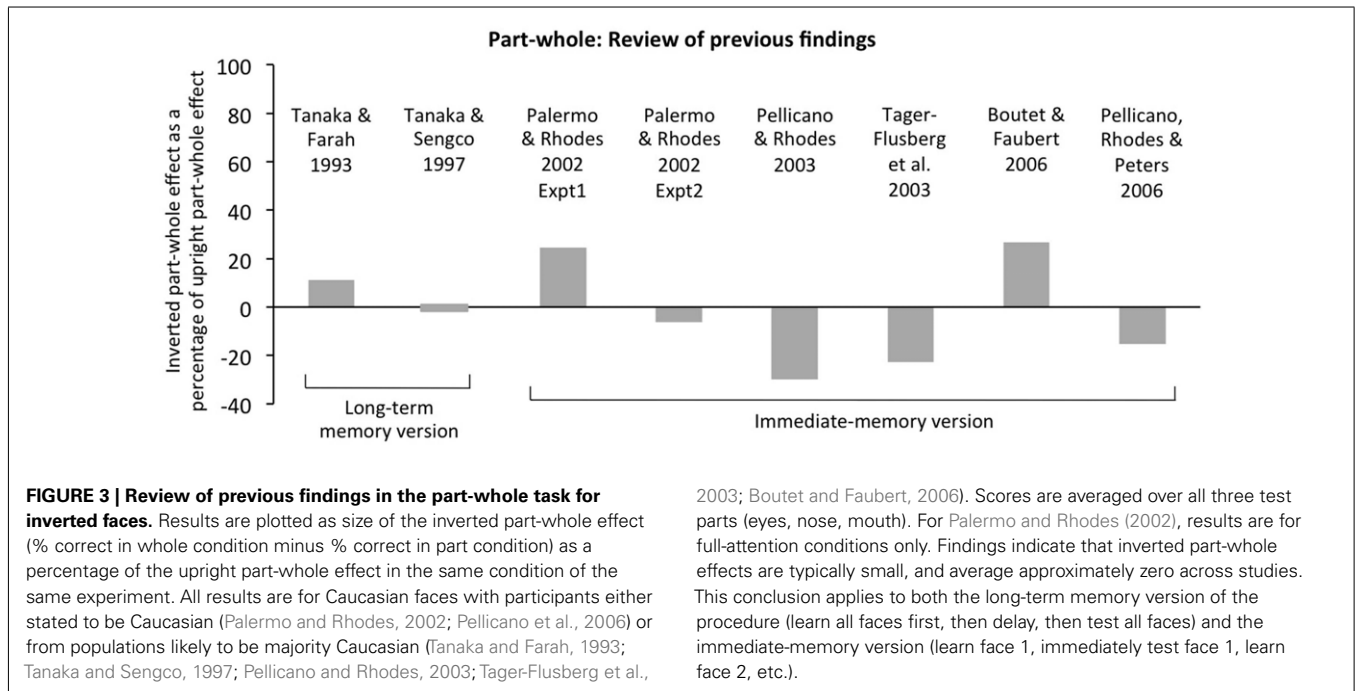 Part-whole: Review of previous findings
Inverted part-whole effect as a
percentage of upright part-whole effect
100
80
60
40
20
0
-20
-40
Tanaka &
Farah
1993
Tanaka &
Sengco
1997
Palermo
& Rhodes
2002
Expt1
Palermo
& Rhodes
2002
Expt2
Pellicano
& Rhodes
2003
Tager-
Flusberg
et al.
2003
Boutet &
Faubert
2006
Pellicano,
Rhodes &
Peters
2006
Long-term
memory version
Immediate-memory version
FIGURE 3 | Review of previous findings in the part-whole task for
inverted faces. Results are plotted as size of the inverted part-whole effect
(% correct in whole condition minus % correct in part condition) as a
percentage of the upright part-whole effect in the same condition of the
same experiment. All results are for Caucasian faces with participants either
stated to be Caucasian (Palermo and Rhodes, 2002; Pellicano et al., 2006) or
from populations likely to be majority Caucasian (Tanaka and Farah, 1993;
Tanaka and Sengco, 1997; Pellicano and Rhodes, 2003; Tager-Flusberg et al.,
2003; Boutet and Faubert, 2006). Scores are averaged over all three test
parts (eyes, nose, mouth). For Palermo and Rhodes (2002), results are for
full-attention conditions only. Findings indicate that inverted part-whole
effects are typically small, and average approximately zero across studies.
This conclusion applies to both the long-term memory version of the
procedure (learn all faces first, then delay, then test all faces) and the
immediate-memory version (learn face 1, immediately test face 1, learn
face 2, etc.).